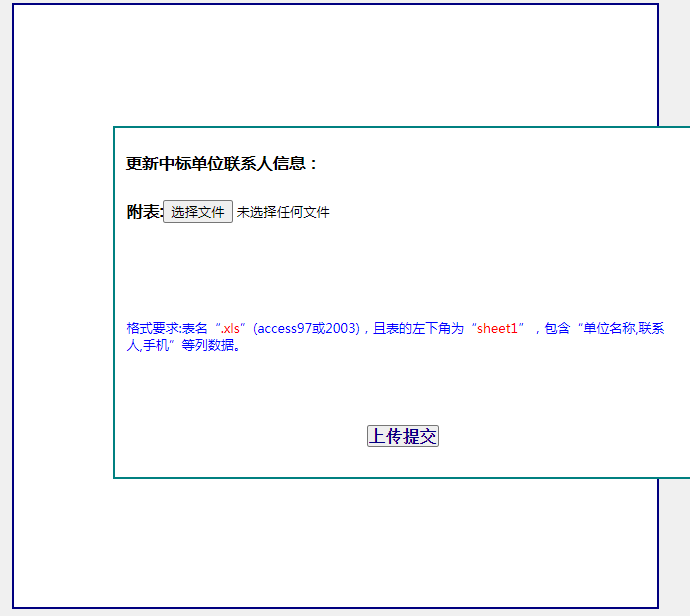 更新中标单位联系人信息：
附表:选择文件 未选择任何文件
格式要求:表名“.xls”(access97或2003)，且表的左下角为“sheet1”，包含“单位名称,联系
人,手机”等列数据。
上传提交